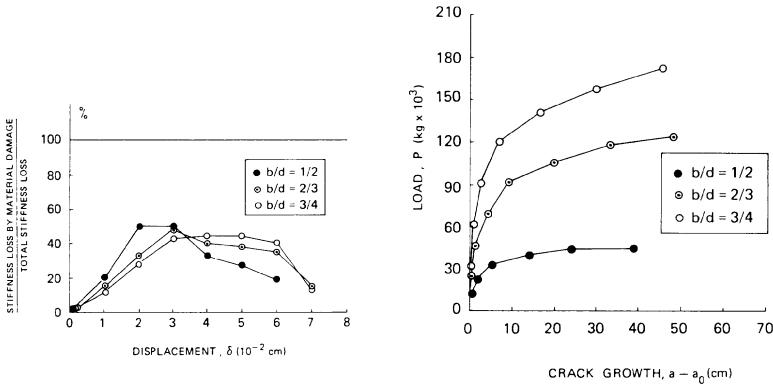 %
100
80
60
40
20
0
0
1
2
3
4
5
6
7
8
STIFFNESS LOSS BY MATERIAL DAMAGE
TOTAL STIFFNESS LOSS
b/d = 1/2
b/d = 2/3
b/d = 3/4
DISPLACEMENT , δ (10⁻² cm)
210
180
150
120
90
60
30
0
0
10
20
30
40
50
60
70
LOAD , P (kg x 10³)
b/d = 1/2
b/d = 2/3
b/d = 3/4
CRACK GROWTH, a – a₀ (cm)